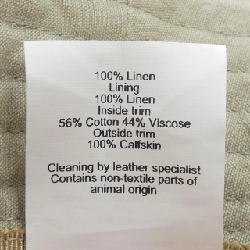 100% Linen
Lining
100% Linen
Inside trim
56% Cotton 44% Viscose
Outside trim
100% Calfskin
Cleaning by leather specialist
Contains non-textile parts of
animal origin